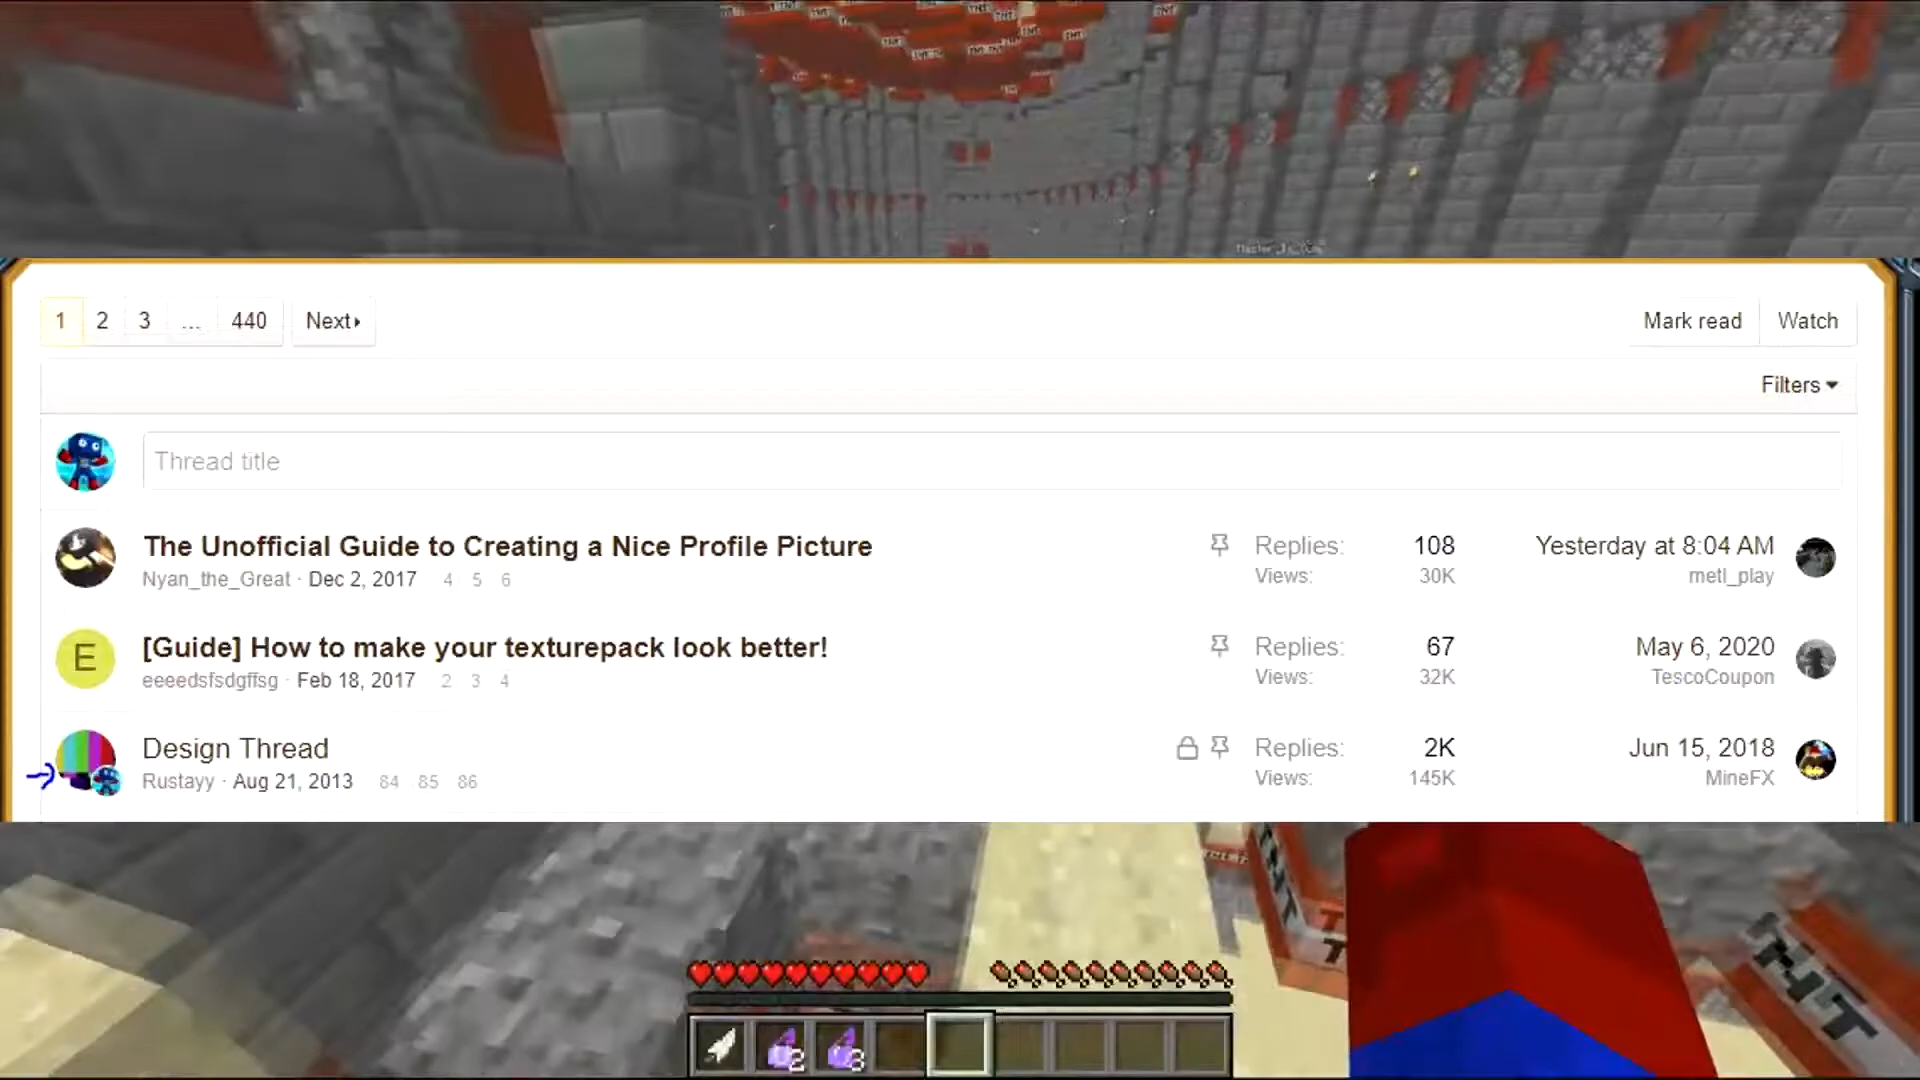 1 2 3 ... 440 Next
Mark read Watch
Filters
Thread title
The Unofficial Guide to Creating a Nice Profile Picture
Nyan_the_Great · Dec 2, 2017 4 5 6
Replies: 108
Views: 30K
Yesterday at 8:04 AM
metl_play
E
[Guide] How to make your texturepack look better!
eeeedsfsdgffsg · Feb 18, 2017 2 3 4
Replies: 67
Views: 32K
May 6, 2020
TescoCoupon
Design Thread
Rustayy · Aug 21, 2013 84 85 86
Replies: 2K
Views: 145K
Jun 15, 2018
MineFX
TNT
2 3